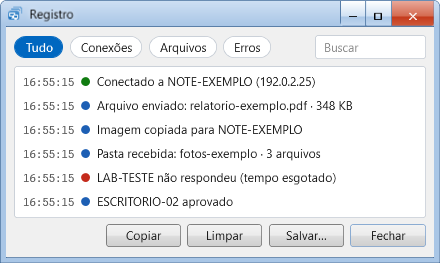 Registro
Tudo Conexões Arquivos Erros Buscar
16:55:15 Conectado a NOTE-EXEMPLO (192.0.2.25)
16:55:15 Arquivo enviado: relatorio-exemplo.pdf · 348 KB
16:55:15 Imagem copiada para NOTE-EXEMPLO
16:55:15 Pasta recebida: fotos-exemplo · 3 arquivos
16:55:15 LAB-TESTE não respondeu (tempo esgotado)
16:55:15 ESCRITORIO-02 aprovado
Copiar Limpar Salvar... Fechar